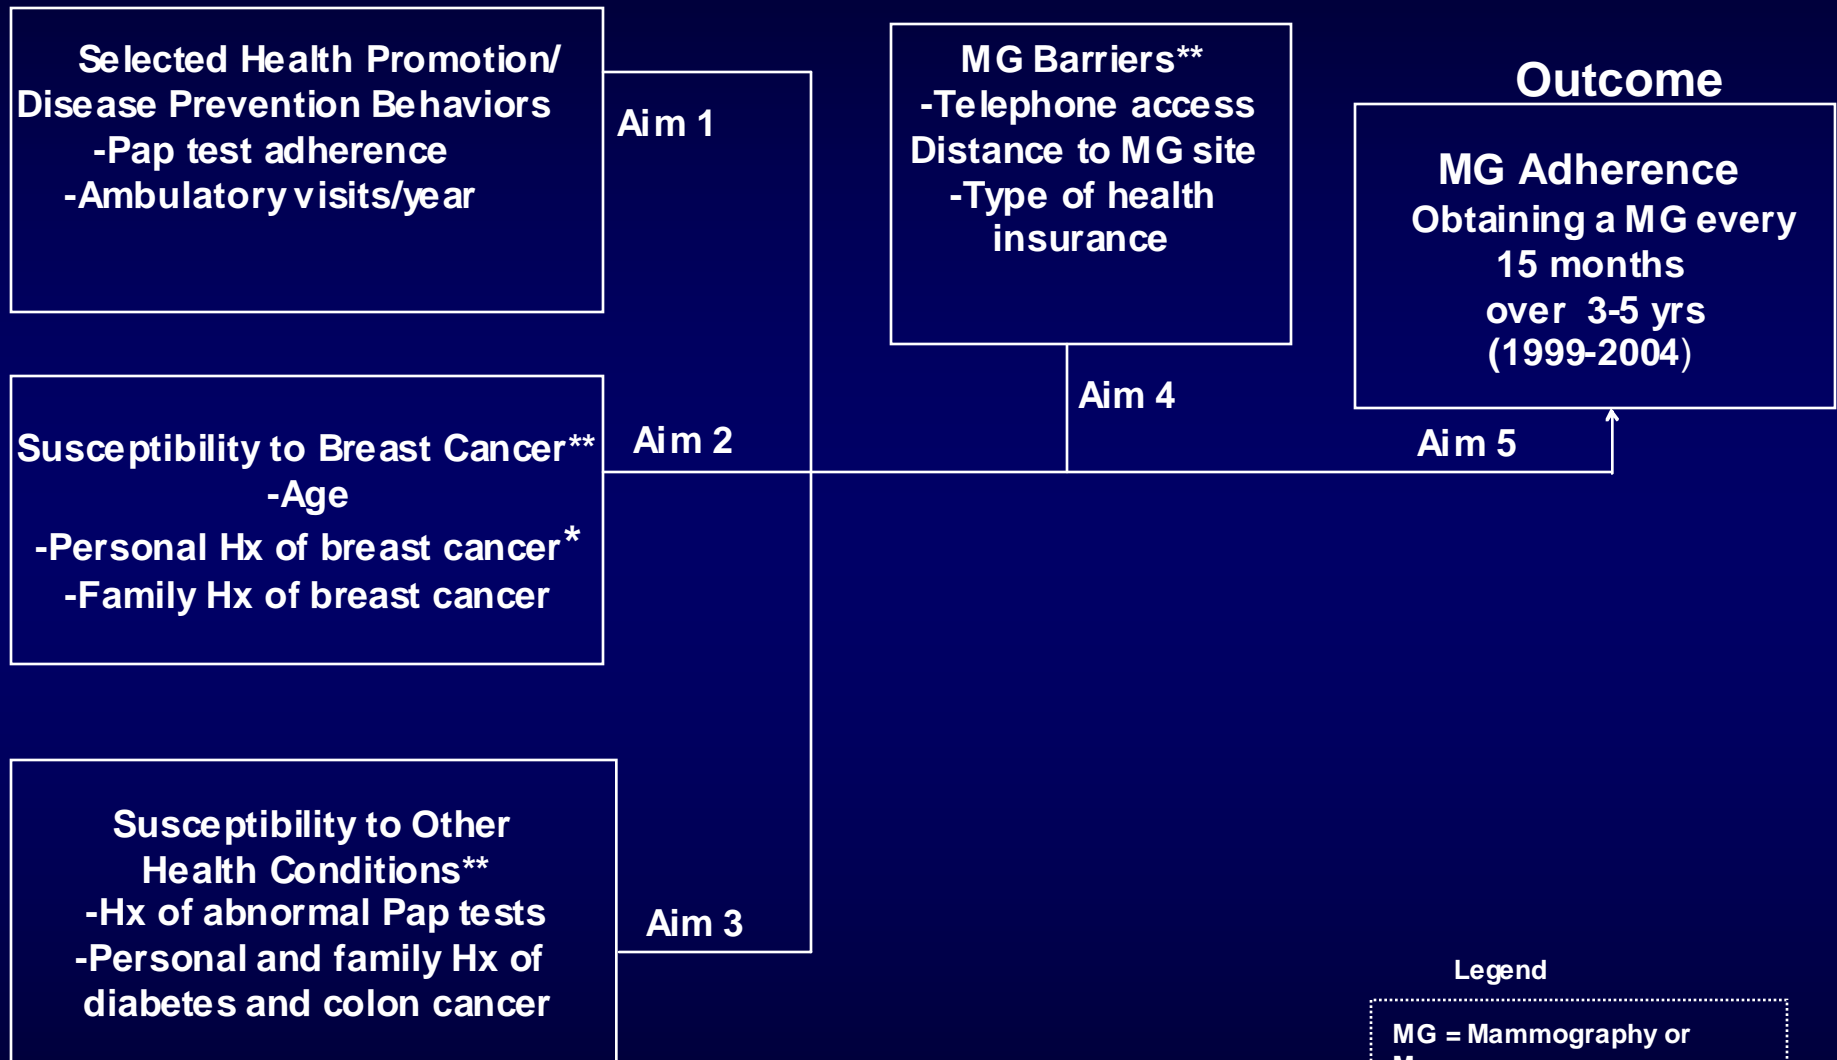 Selected Health Promotion/
Disease Prevention Behaviors
-Pap test adherence
-Ambulatory visits/year
Aim 1
MG Barriers**
-Telephone access
Distance to MG site
-Type of health
insurance
Outcome
MG Adherence
Obtaining a MG every
15 months
over 3-5 yrs
(1999-2004)
Aim 4
Susceptibility to Breast Cancer**
-Age
-Personal Hx of breast cancer*
-Family Hx of breast cancer
Aim 2
Aim 5
Susceptibility to Other
Health Conditions**
-Hx of abnormal Pap tests
-Personal and family Hx of
diabetes and colon cancer
Aim 3
Legend
MG = Mammography or